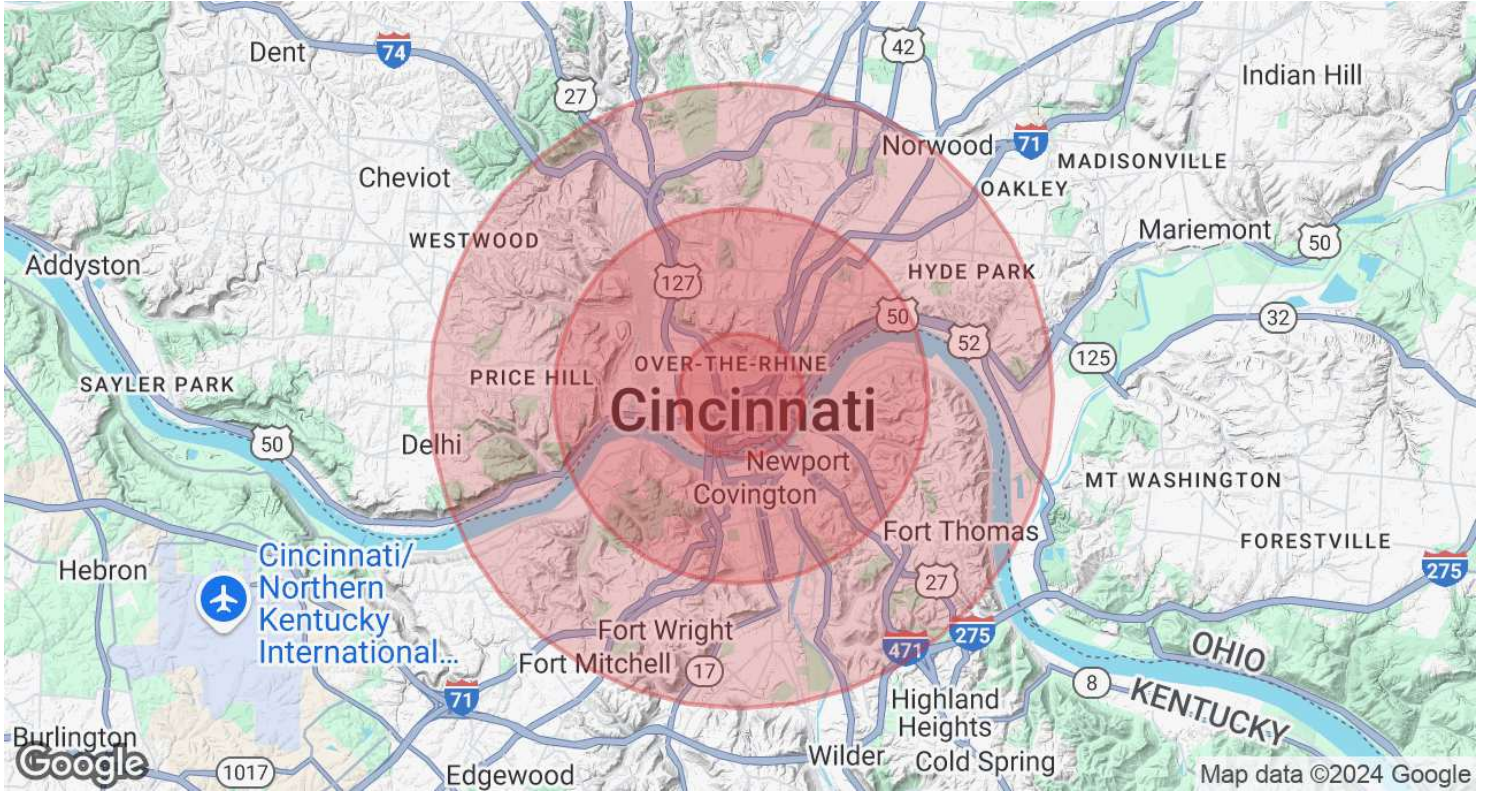 42
Dent
74
Indian Hill
27
Norwood
71
MADISONVILLE
Cheviot
OAKLEY
Mariemont
WESTWOOD
50
Addyston
HYDE PARK
127
50
32
52
OVER-THE-RHINE
125
PRICE HILL
SAYLER PARK
Cincinnati
50
Delhi
Newport
MT WASHINGTON
Covington
Fort Thomas
FORESTVILLE
Cincinnati/
Northern
Kentucky
International...
Hebron
275
27
Fort Wright
275
471
OHIO
Fort Mitchell
17
8
71
Highland
Heights
KENTUCKY
Burlington
Wilder
Cold Spring
Google
1017
Edgewood
Map data ©2024 Google